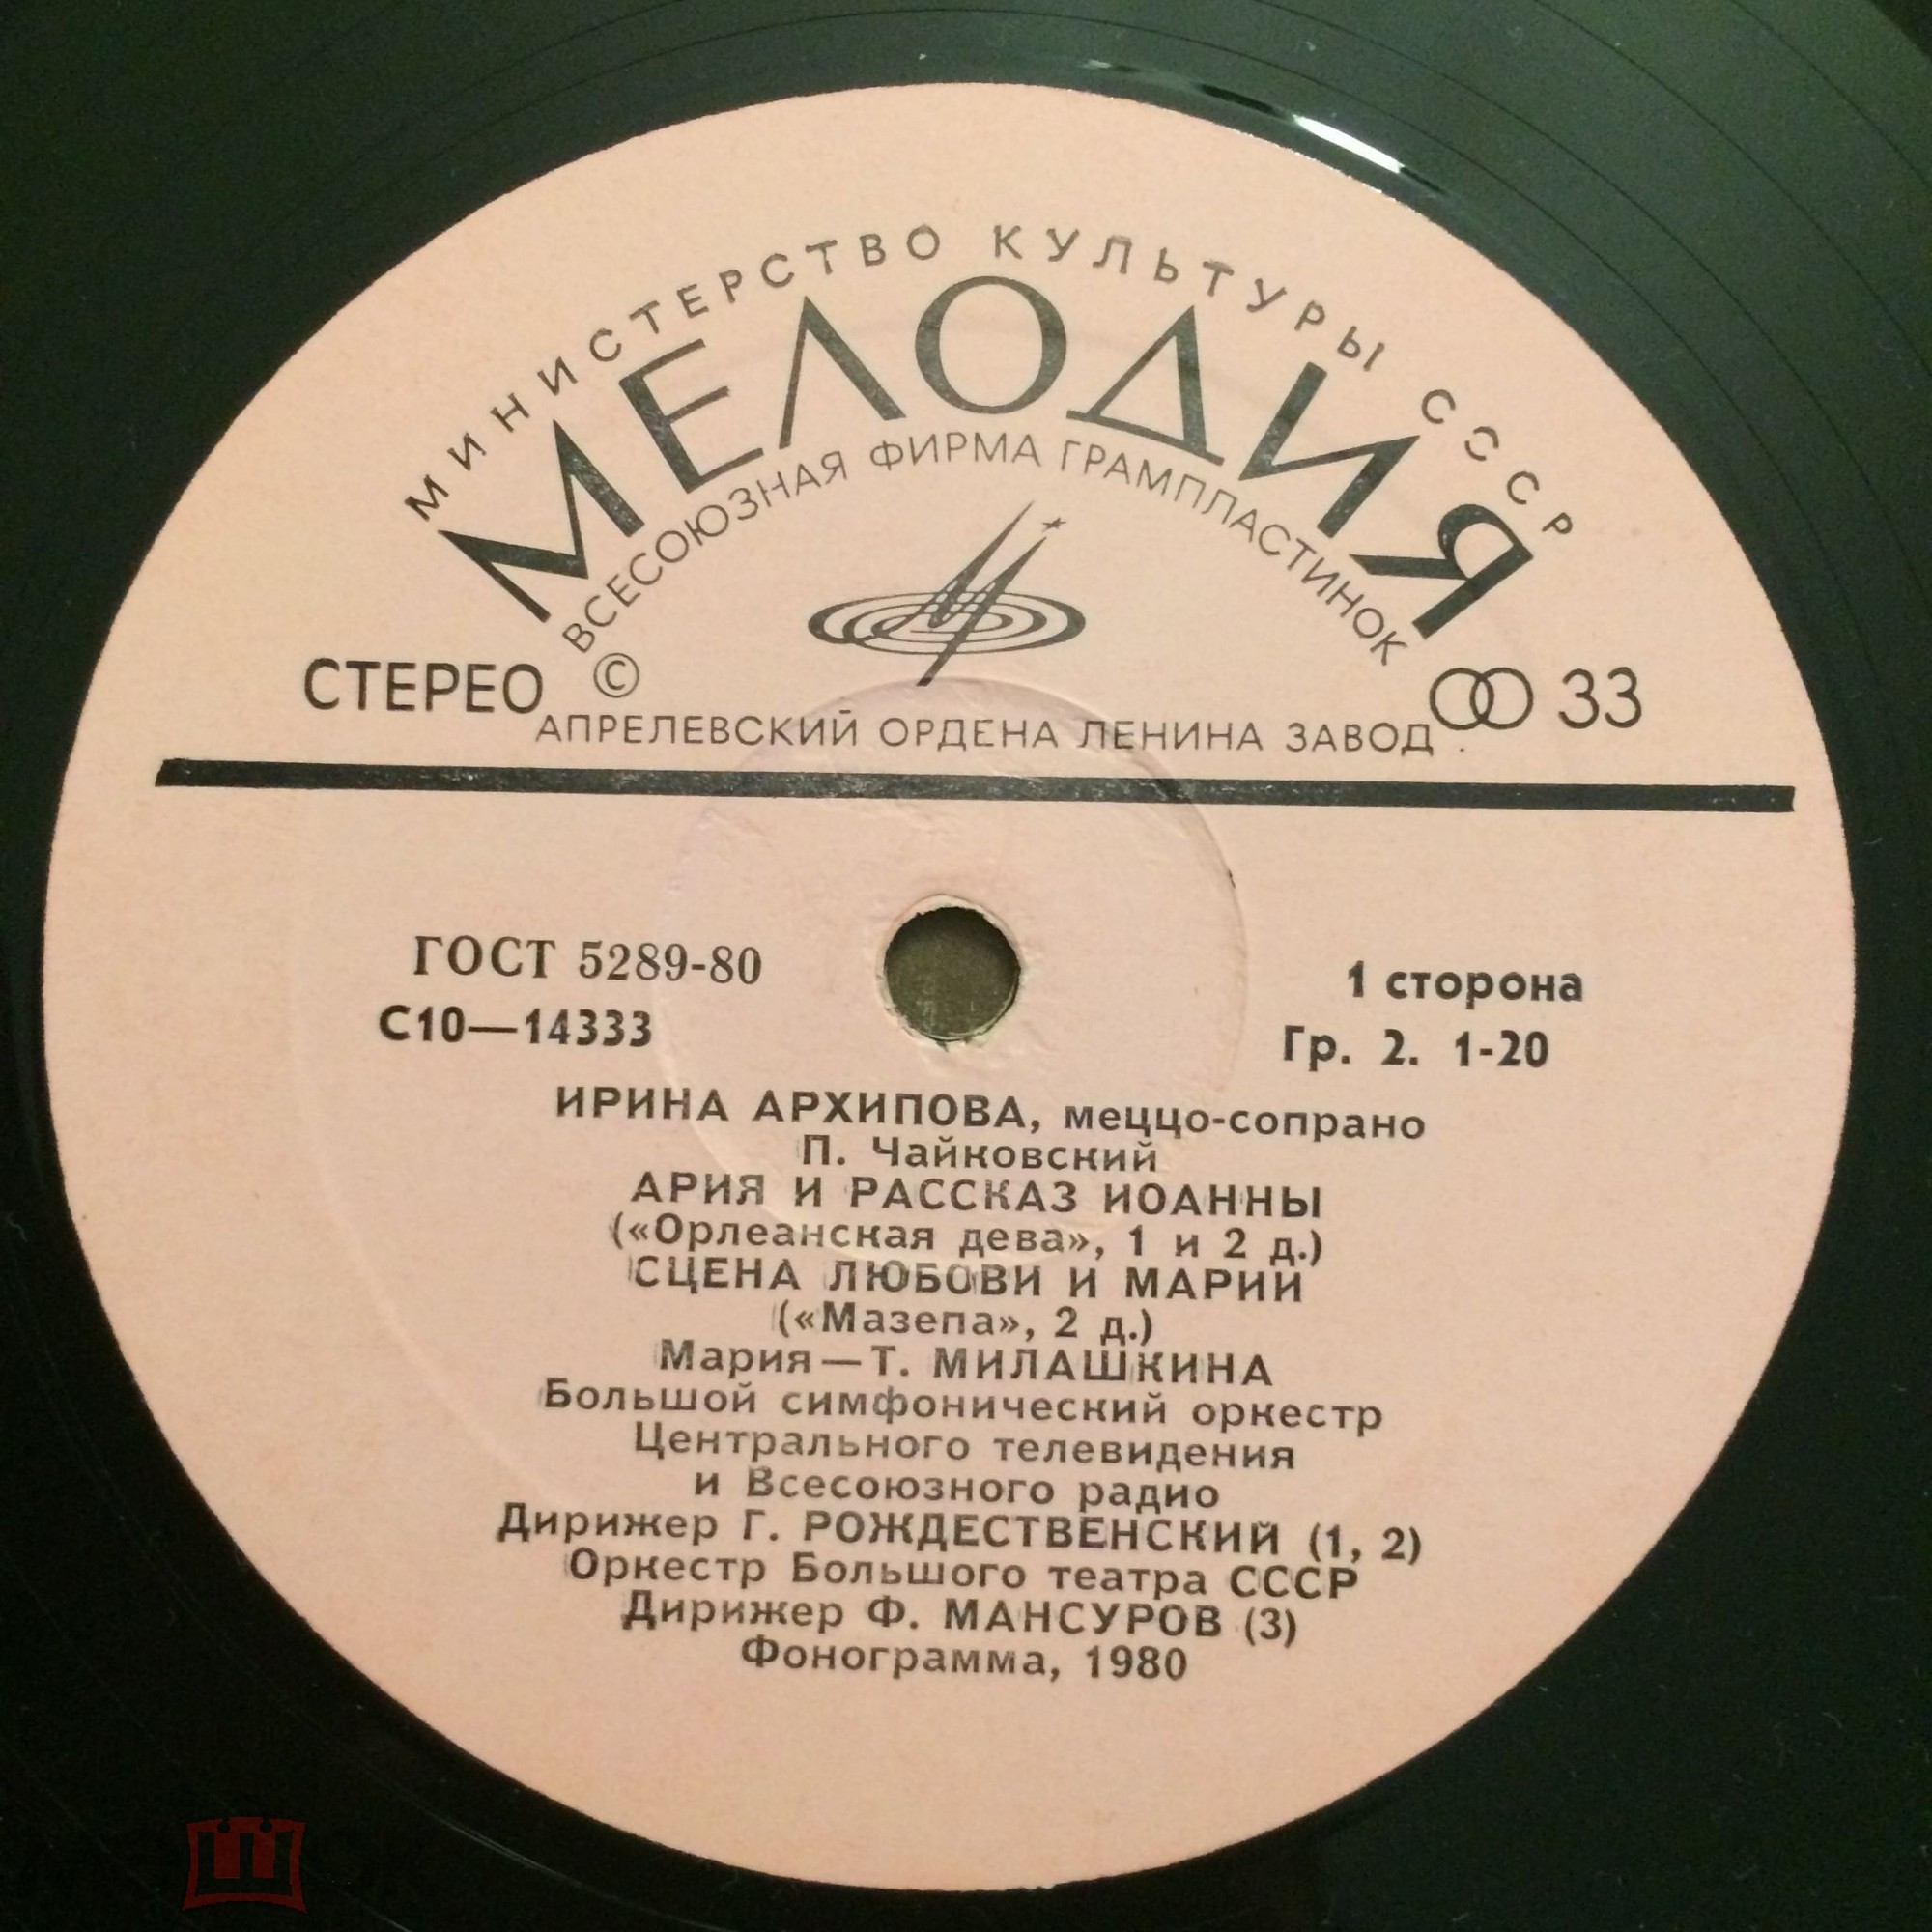 МИНИСТЕРСТВО КУЛЬТУРЫ СССР
МЕЛОДИЯ
ВСЕСОЮЗНАЯ ФИРМА ГРАМПЛАСТИНОК
СТЕРЕО © 33
АПРЕЛЕВСКИЙ ОРДЕНА ЛЕНИНА ЗАВОД
ГОСТ 5289-80
1 сторона
С10—14333
Гр. 2. 1-20
ИРИНА АРХИПОВА, меццо-сопрано
П. Чайковский
АРИЯ И РАССКАЗ ИОАННЫ
(«Орлеанская дева», 1 и 2 д.)
СЦЕНА ЛЮБОВИ И МАРИИ
(«Мазепа», 2 д.)
Мария—Т. МИЛАШКИНА
Большой симфонический оркестр
Центрального телевидения
и Всесоюзного радио
Дирижер Г. РОЖДЕСТВЕНСКИЙ (1, 2)
Оркестр Большого театра СССР
Дирижер Ф. МАНСУРОВ (3)
Фонограмма, 1980